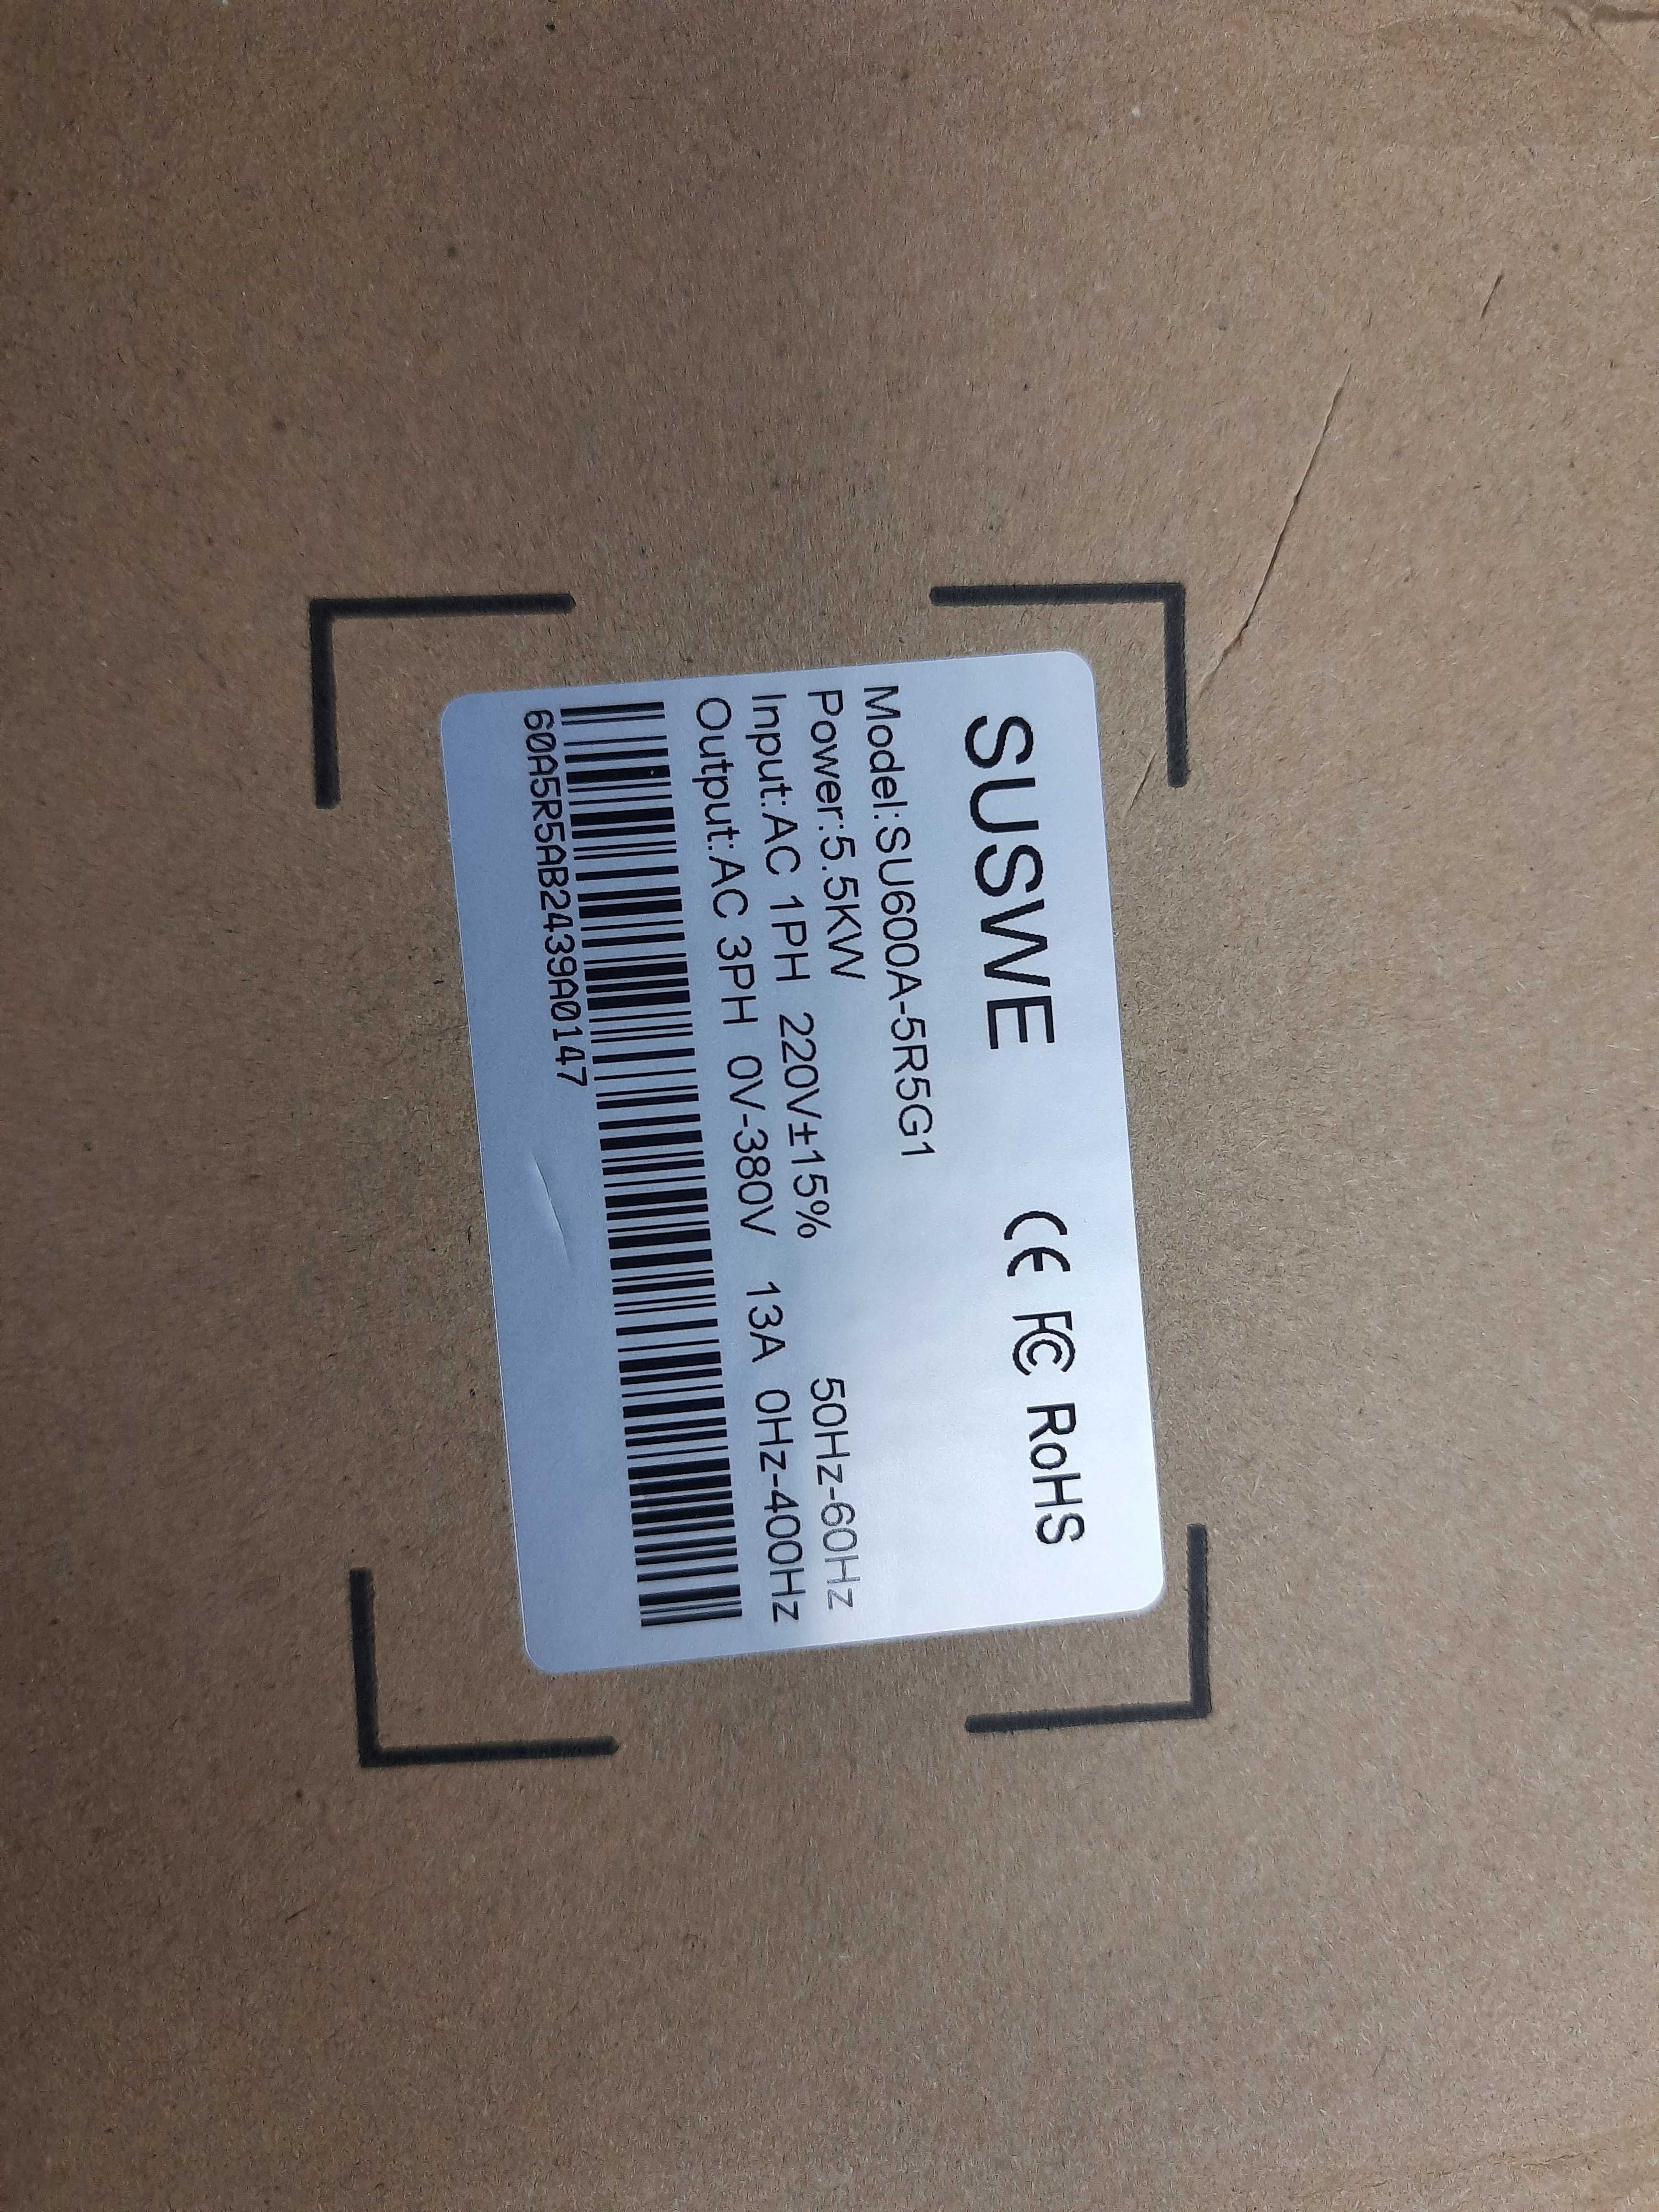 SUSWE CE FC RoHS
Model:SU600A-5R5G1
Power:5.5KW
Input:AC 1PH 220V±15% 50Hz-60Hz
Output:AC 3PH 0V-380V 13A 0Hz-400Hz
60A5R5AB2439A0147